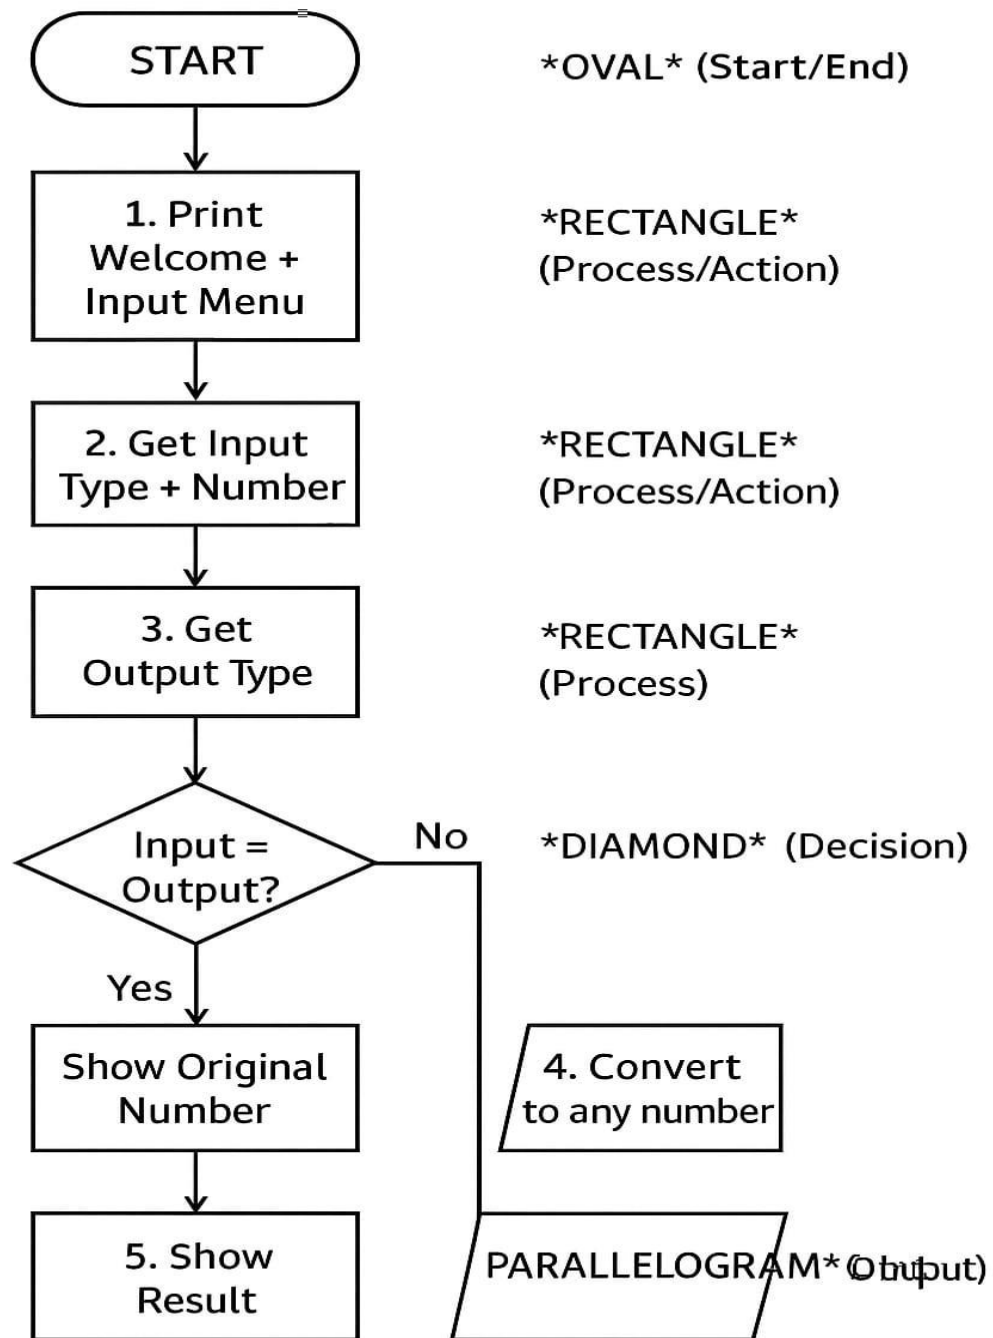 START
*OVAL* (Start/End)
1. Print
Welcome +
Input Menu
*RECTANGLE*
(Process/Action)
2. Get Input
Type + Number
*RECTANGLE*
(Process/Action)
3. Get
Output Type
*RECTANGLE*
(Process)
Input =
Output?
No
*DIAMOND* (Decision)
Yes
Show Original
Number
4. Convert
to any number
5. Show
Result
PARALLELOGRAM*